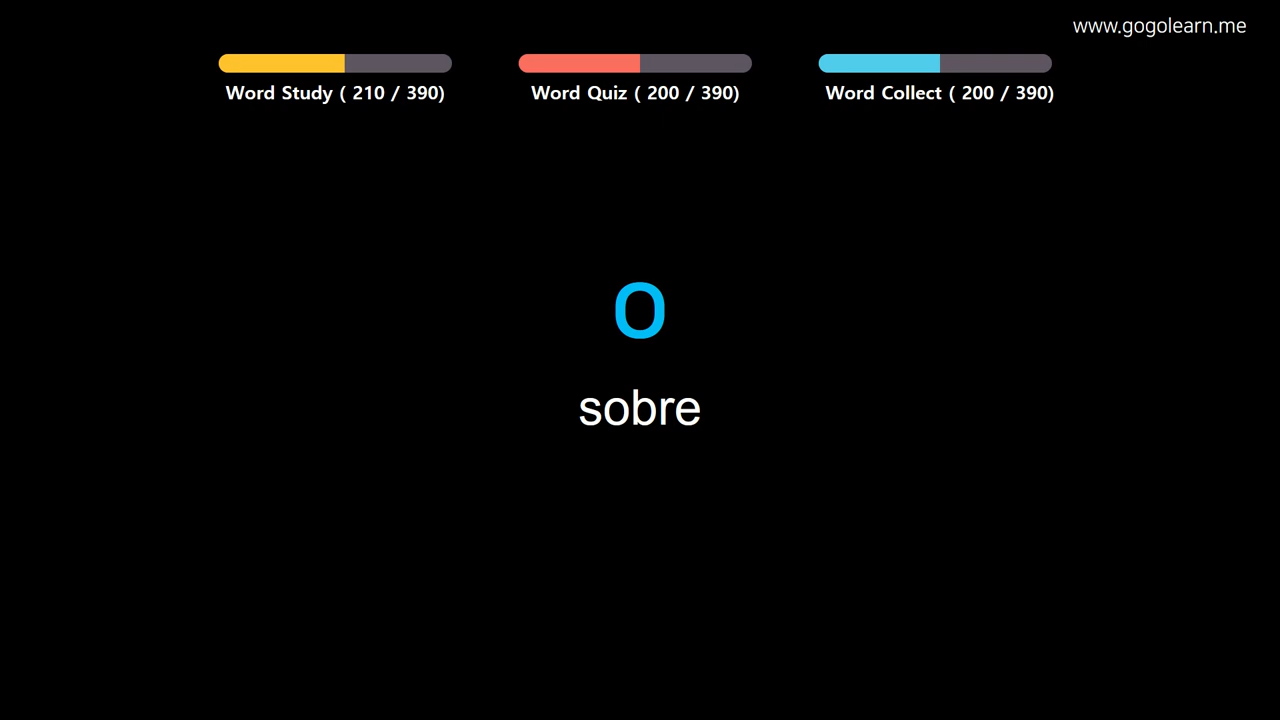 www.gogolearn.me
Word Study ( 210 / 390)
Word Quiz ( 200 / 390)
Word Collect ( 200 / 390)
o
sobre